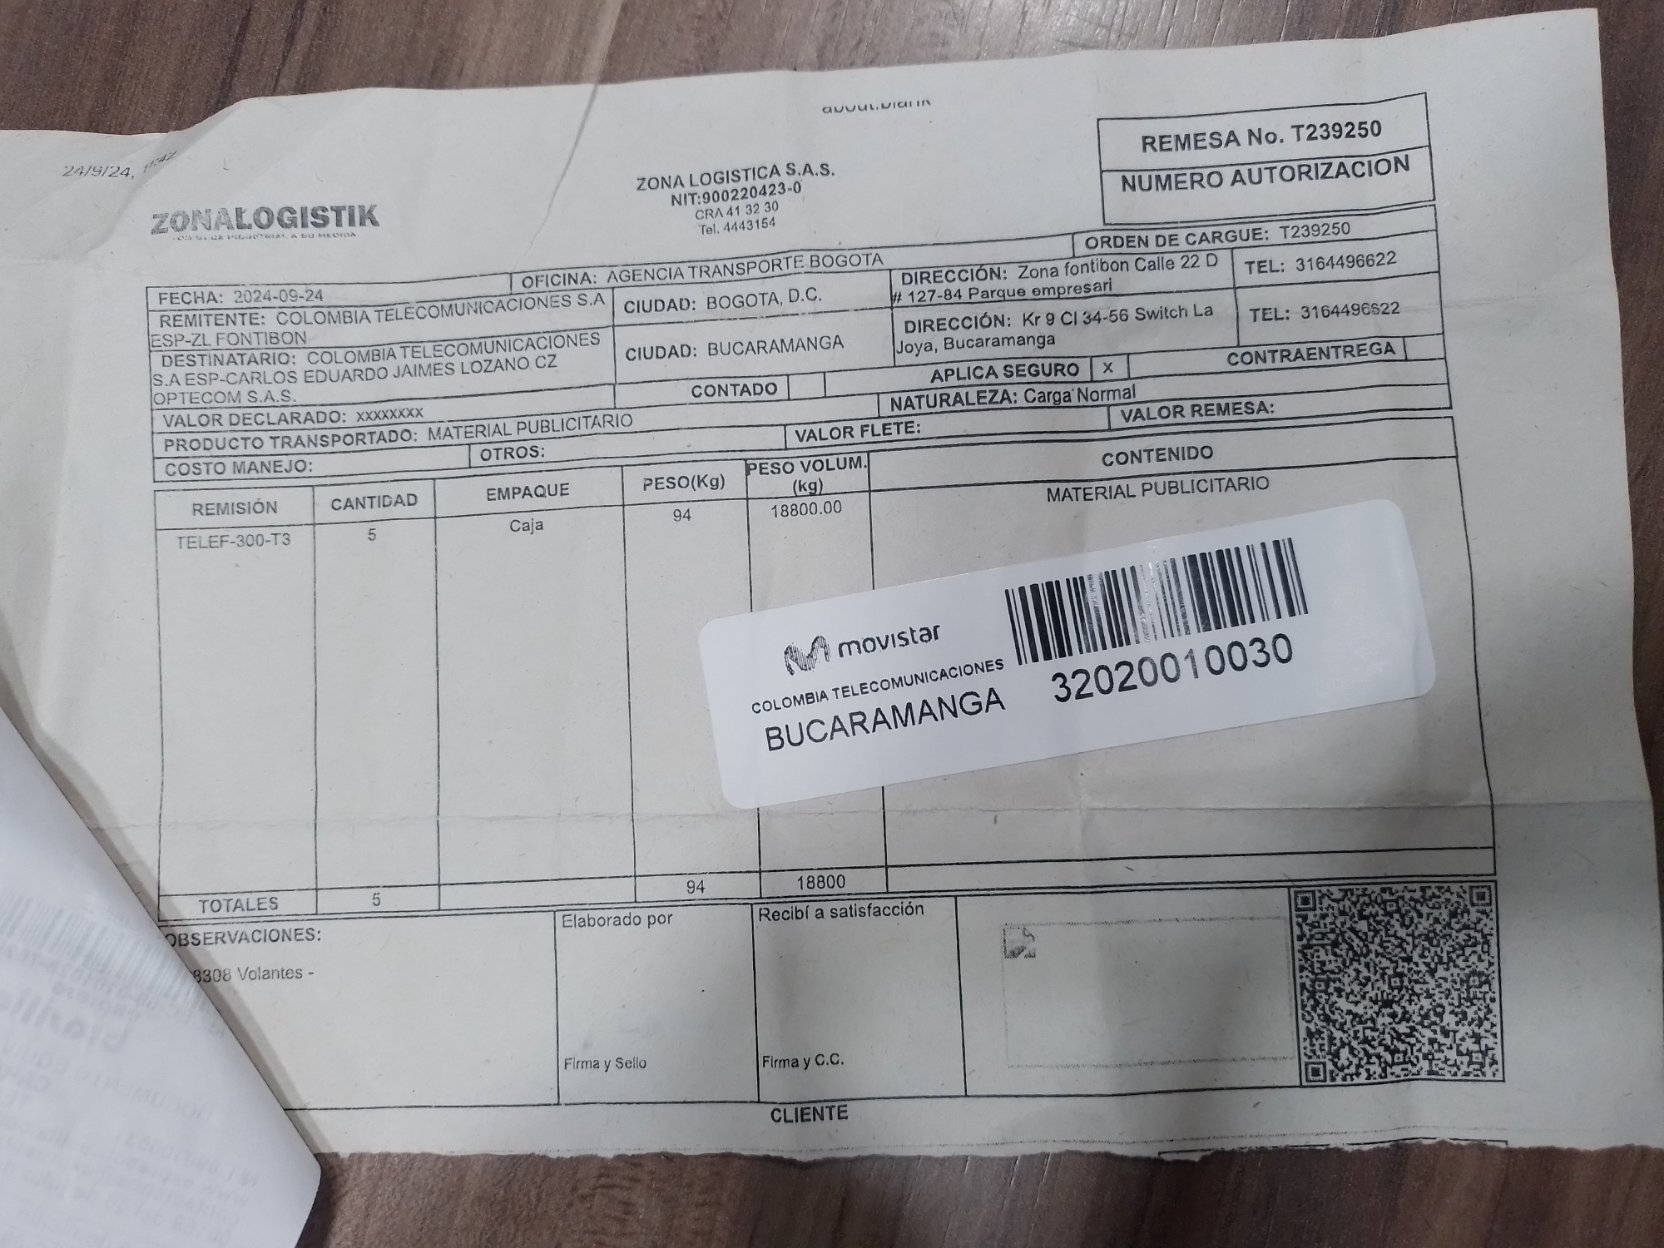 about:blank
24/9/24,
ZONALOGISTIK
ZONA LOGISTICA S.A.S.
NIT:900220423-0
CRA 41 32 30
Tel. 4443154
REMESA No. T239250
NUMERO AUTORIZACION
ORDEN DE CARGUE: T239250
FECHA: 2024-09-24
OFICINA: AGENCIA TRANSPORTE BOGOTA
REMITENTE: COLOMBIA TELECOMUNICACIONES S.A
ESP-ZL FONTIBON
CIUDAD: BOGOTA, D.C.
DIRECCIÓN: Zona fontibon Calle 22 D
# 127-84 Parque empresari
TEL: 3164496622
DESTINATARIO: COLOMBIA TELECOMUNICACIONES
S.A ESP-CARLOS EDUARDO JAIMES LOZANO CZ
OPTECOM S.A.S.
CIUDAD: BUCARAMANGA
DIRECCIÓN: Kr 9 Cl 34-56 Switch La
Joya, Bucaramanga
TEL: 3164496622
VALOR DECLARADO: xxxxxxxx
CONTADO
APLICA SEGURO X
CONTRAENTREGA
PRODUCTO TRANSPORTADO: MATERIAL PUBLICITARIO
NATURALEZA: Carga Normal
COSTO MANEJO:
OTROS:
VALOR FLETE:
VALOR REMESA:
REMISIÓN CANTIDAD EMPAQUE PESO(Kg) PESO VOLUM. (kg) CONTENIDO
TELEF-300-T3 5 Caja 94 18800.00 MATERIAL PUBLICITARIO
movistar
COLOMBIA TELECOMUNICACIONES
BUCARAMANGA 32020010030
TOTALES 5 94 18800
OBSERVACIONES:
8308 Volantes -
Elaborado por
Firma y Sello
Recibí a satisfacción
Firma y C.C.
CLIENTE